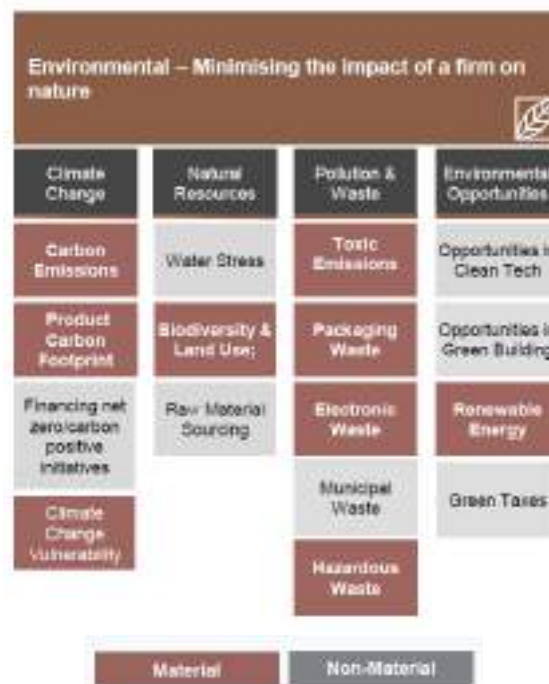 Environmental – Minimising the impact of a firm on
nature
Climate
Change
Natural
Resources
Pollution &
Waste
Environmental
Opportunities
Carbon
Emissions
Water Stress
Toxic
Emissions
Opportunities i
Clean Tech
Product
Carbon
Footprint
Biodiversity &
Land Use;
Packaging
Waste
Opportunities i
Green Building
Financing net
zero/carbon
positive
initiatives
Raw Material
Sourcing
Electronic
Waste
Renewable
Energy
Climate
Change
Vulnerability
Municipal
Waste
Green Taxes
Hazardous
Waste
Material
Non-Material